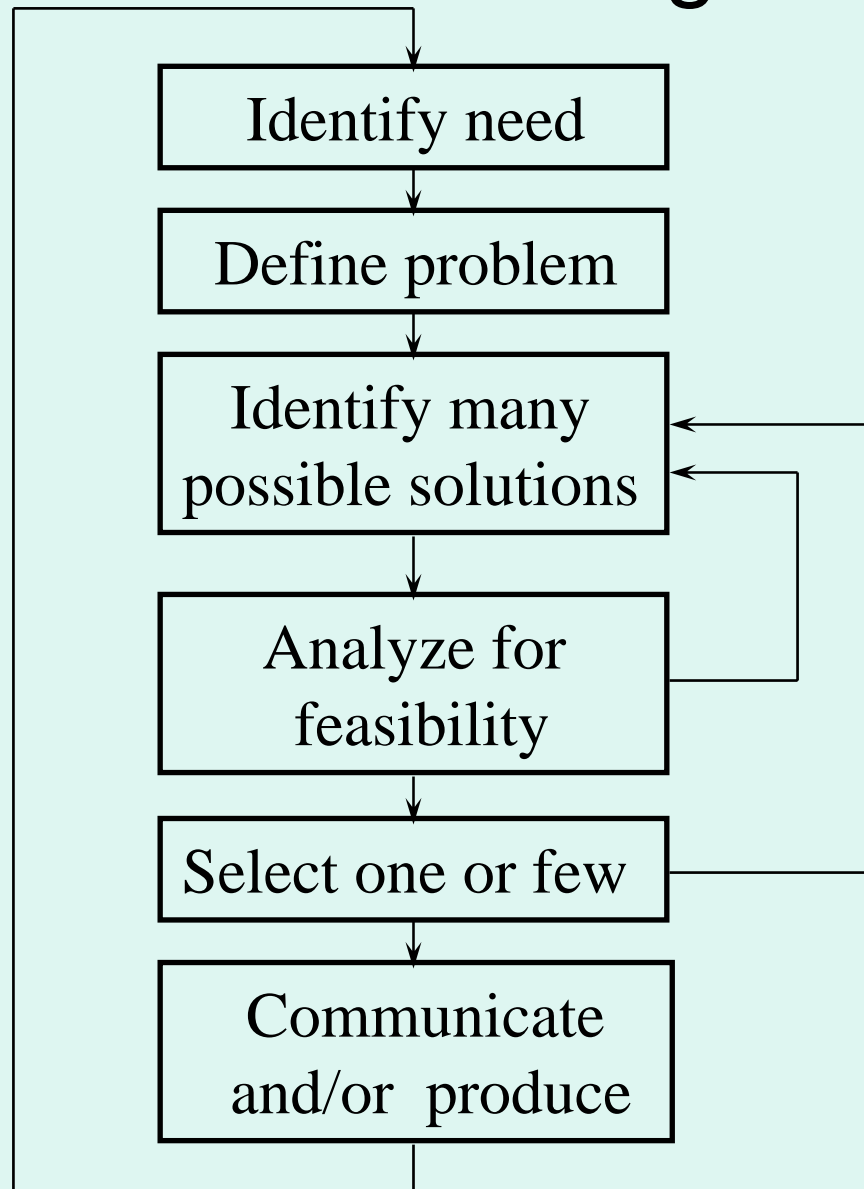 Identify need
Define problem
Identify many
possible solutions
Analyze for
feasibility
Select one or few
Communicate
and/or produce